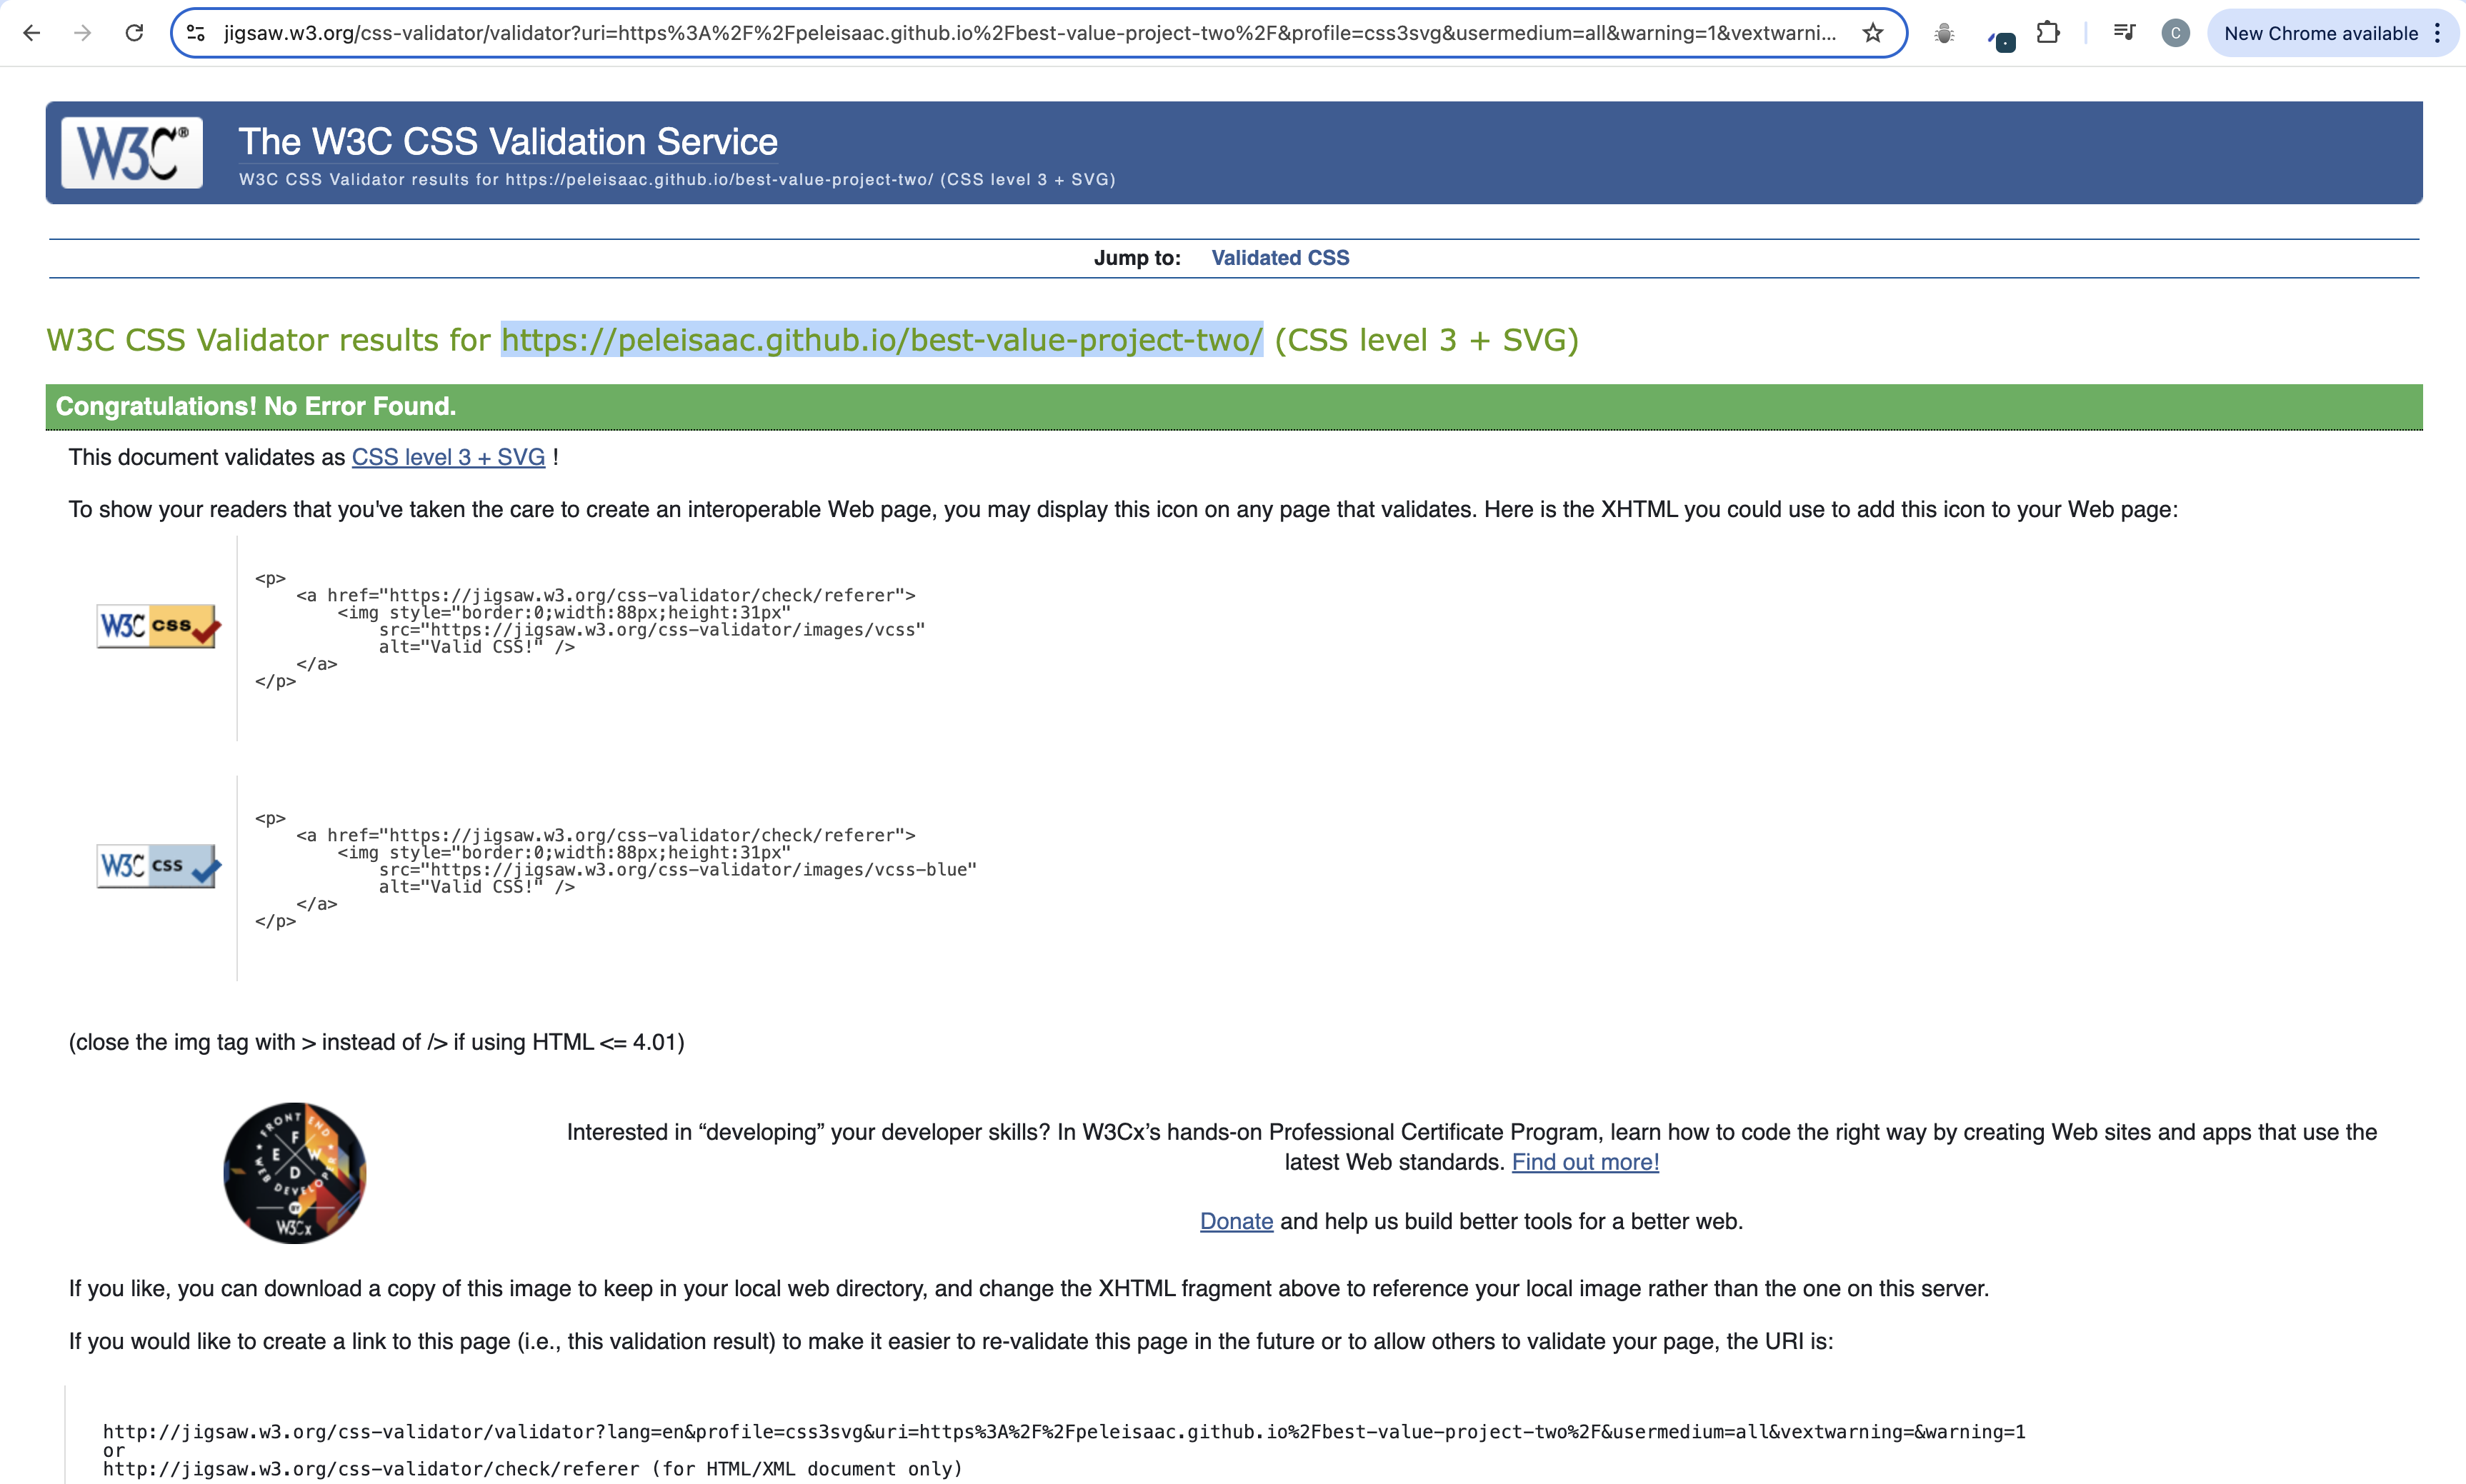 jigsaw.w3.org/css-validator/validator?uri=https%3A%2F%2Fpeleisaac.github.io%2Fbest-value-project-two%2F&profile=css3svg&usermedium=all&warning=1&vextwarni...
C
New Chrome available
W3C®
The W3C CSS Validation Service
W3C CSS Validator results for https://peleisaac.github.io/best-value-project-two/ (CSS level 3 + SVG)
Jump to: Validated CSS
W3C CSS Validator results for https://peleisaac.github.io/best-value-project-two/ (CSS level 3 + SVG)
Congratulations! No Error Found.
This document validates as CSS level 3 + SVG !
To show your readers that you've taken the care to create an interoperable Web page, you may display this icon on any page that validates. Here is the XHTML you could use to add this icon to your Web page:
W3C css
<p>
<a href="https://jigsaw.w3.org/css-validator/check/referer">
<img style="border:0;width:88px;height:31px"
src="https://jigsaw.w3.org/css-validator/images/vcss"
alt="Valid CSS!" />
</a>
</p>
W3C css
<p>
<a href="https://jigsaw.w3.org/css-validator/check/referer">
<img style="border:0;width:88px;height:31px"
src="https://jigsaw.w3.org/css-validator/images/vcss-blue"
alt="Valid CSS!" />
</a>
</p>
(close the img tag with > instead of /> if using HTML <= 4.01)
FRONT END
WEB DEVELOPER
F E W D
BY
W3Cx
Interested in “developing” your developer skills? In W3Cx’s hands-on Professional Certificate Program, learn how to code the right way by creating Web sites and apps that use the
latest Web standards. Find out more!
Donate and help us build better tools for a better web.
If you like, you can download a copy of this image to keep in your local web directory, and change the XHTML fragment above to reference your local image rather than the one on this server.
If you would like to create a link to this page (i.e., this validation result) to make it easier to re-validate this page in the future or to allow others to validate your page, the URI is:
http://jigsaw.w3.org/css-validator/validator?lang=en&profile=css3svg&uri=https%3A%2F%2Fpeleisaac.github.io%2Fbest-value-project-two%2F&usermedium=all&vextwarning=&warning=1
or
http://jigsaw.w3.org/css-validator/check/referer (for HTML/XML document only)